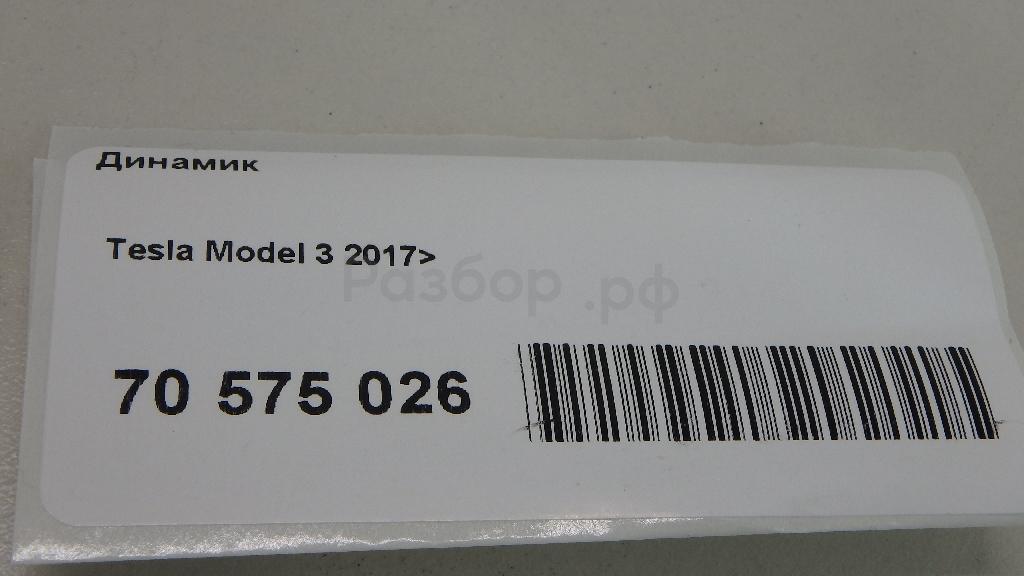 Динамик
Tesla Model 3 2017>
Разбор.рф
70 575 026